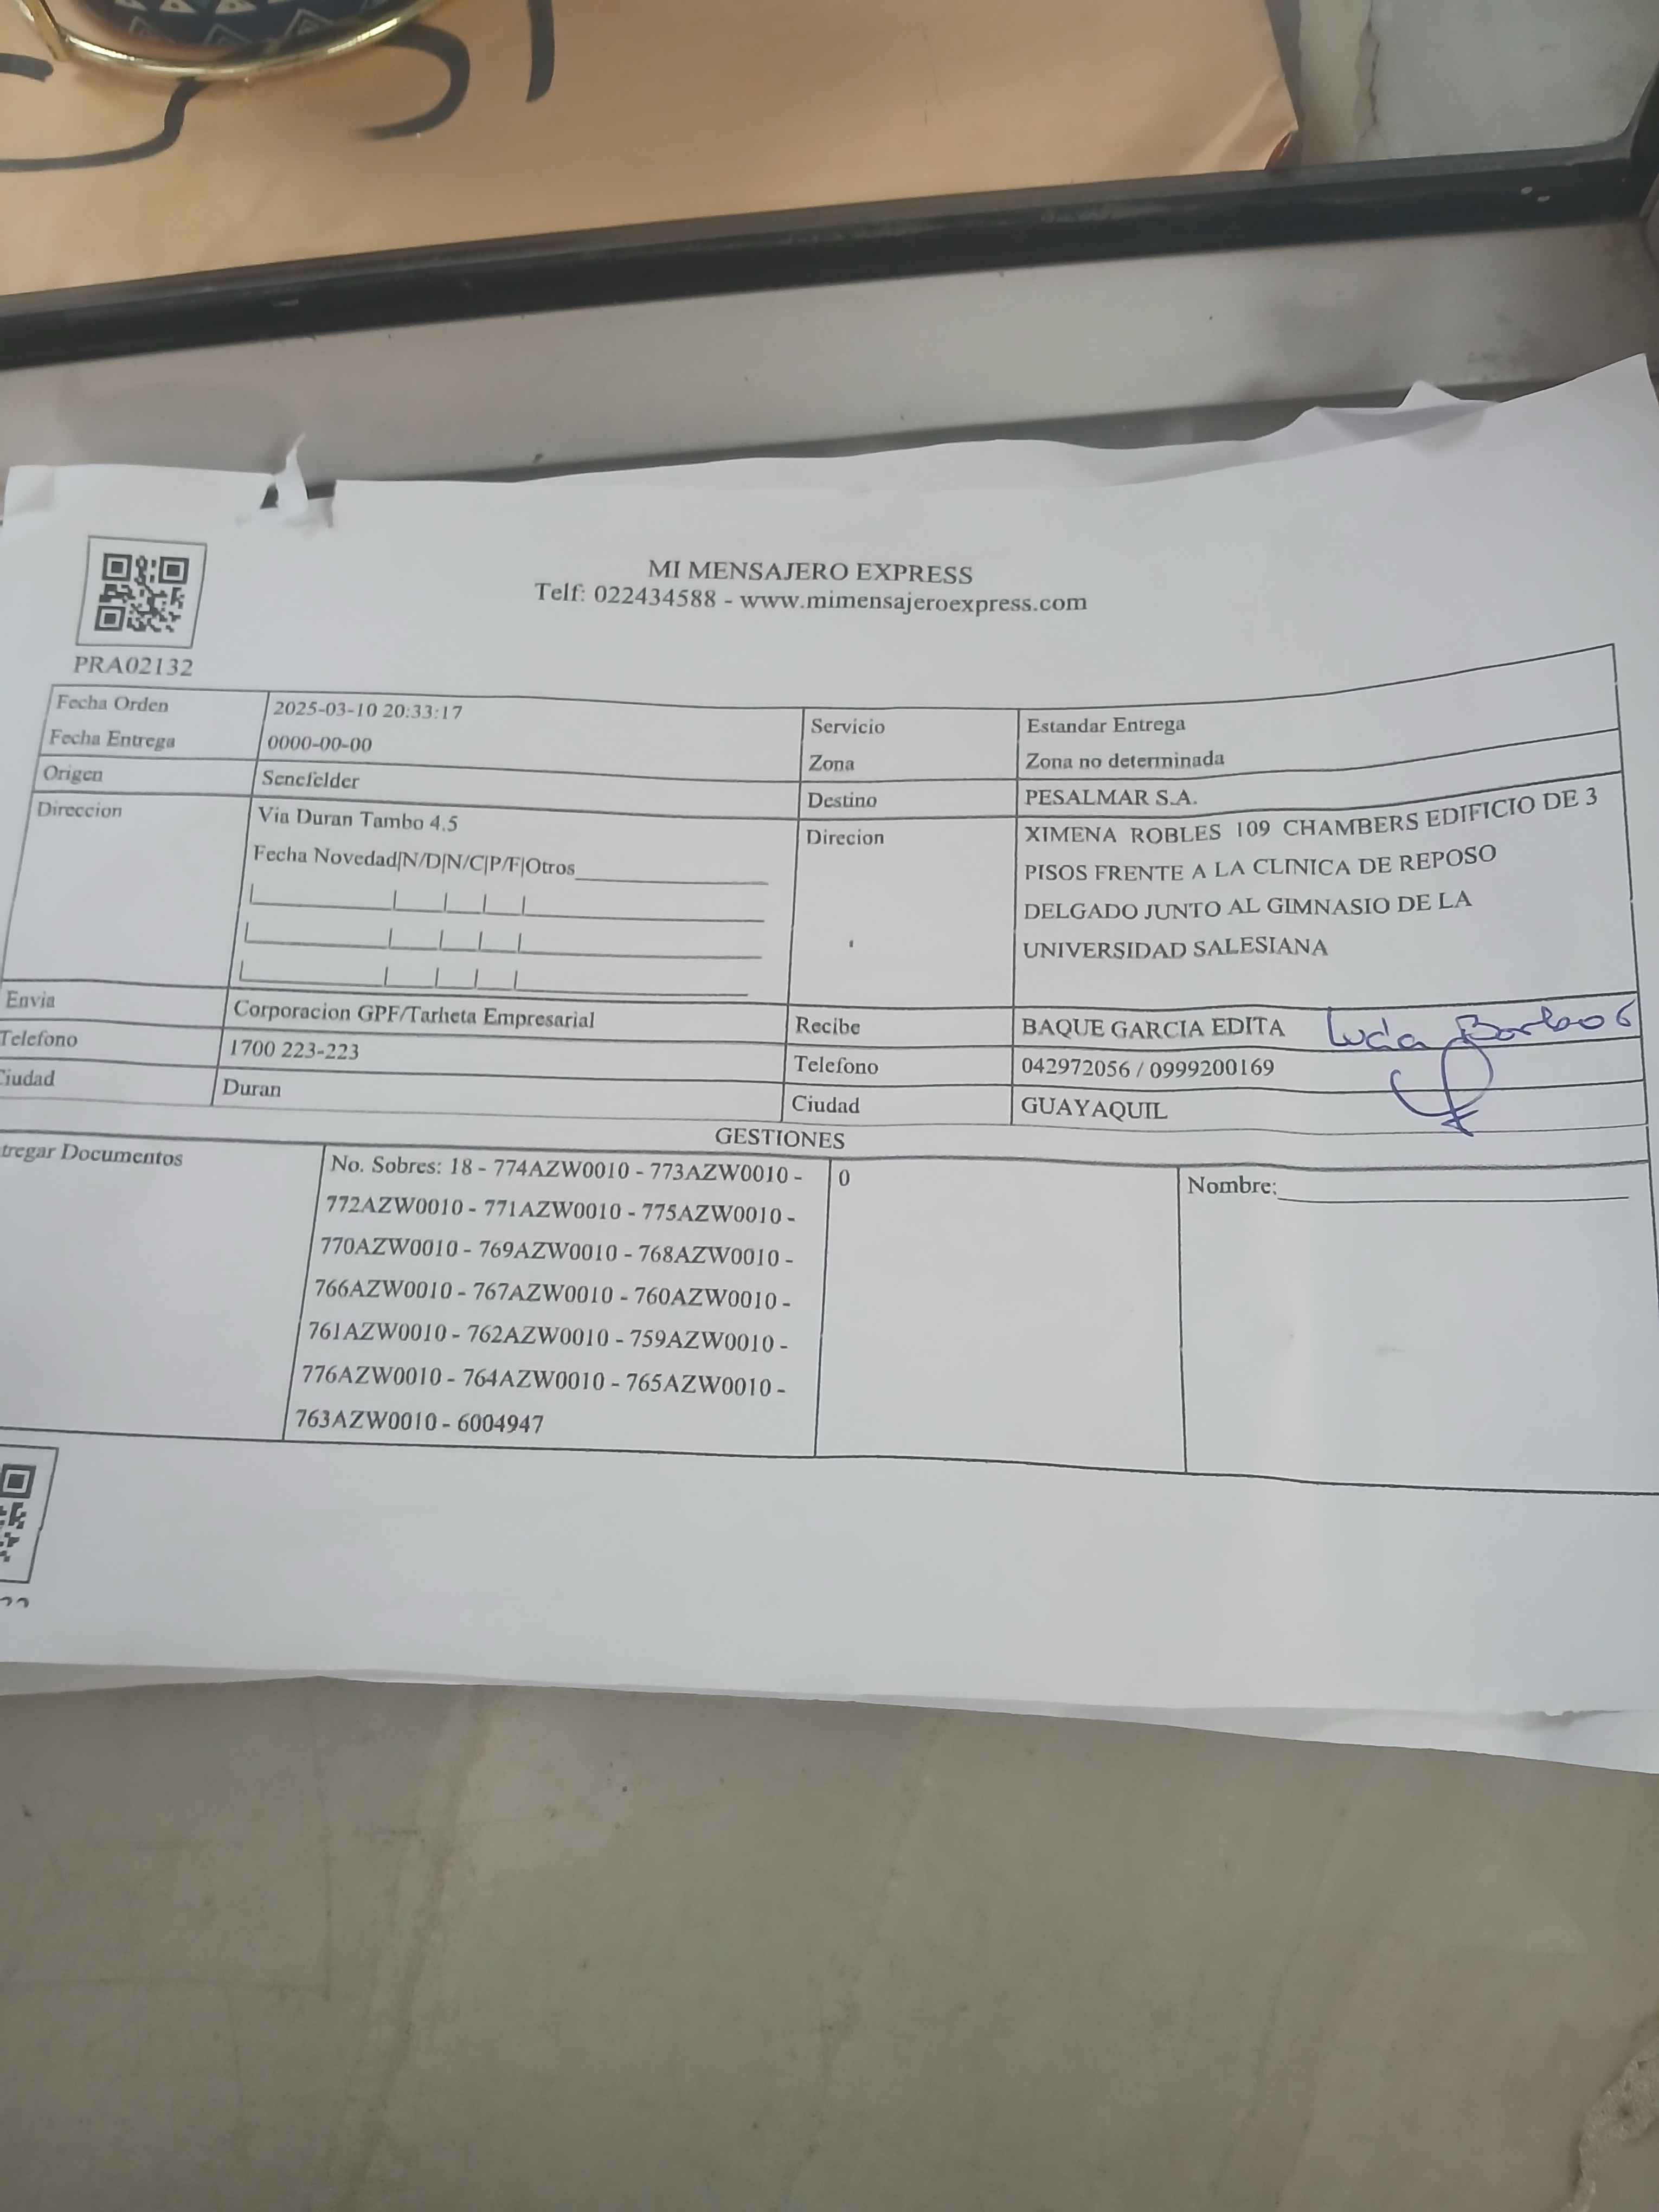 MI MENSAJERO EXPRESS
Telf: 022434588 - www.mimensajeroexpress.com
PRA02132
Fecha Orden 2025-03-10 20:33:17 Servicio Estandar Entrega
Fecha Entrega 0000-00-00 Zona Zona no determinada
Origen Senefelder Destino PESALMAR S.A.
Direccion Via Duran Tambo 4.5 Direcion XIMENA ROBLES 109 CHAMBERS EDIFICIO DE 3
Fecha Novedad|N/D|N/C|P/F|Otros PISOS FRENTE A LA CLINICA DE REPOSO
DELGADO JUNTO AL GIMNASIO DE LA
UNIVERSIDAD SALESIANA
Envia Corporacion GPF/Tarheta Empresarial Recibe BAQUE GARCIA EDITA
Telefono 1700 223-223 Telefono 042972056 / 0999200169
Ciudad Duran Ciudad GUAYAQUIL
GESTIONES
tregar Documentos No. Sobres: 18 - 774AZW0010 - 773AZW0010 - 0 Nombre:
772AZW0010 - 771AZW0010 - 775AZW0010 -
770AZW0010 - 769AZW0010 - 768AZW0010 -
766AZW0010 - 767AZW0010 - 760AZW0010 -
761AZW0010 - 762AZW0010 - 759AZW0010 -
776AZW0010 - 764AZW0010 - 765AZW0010 -
763AZW0010 - 6004947